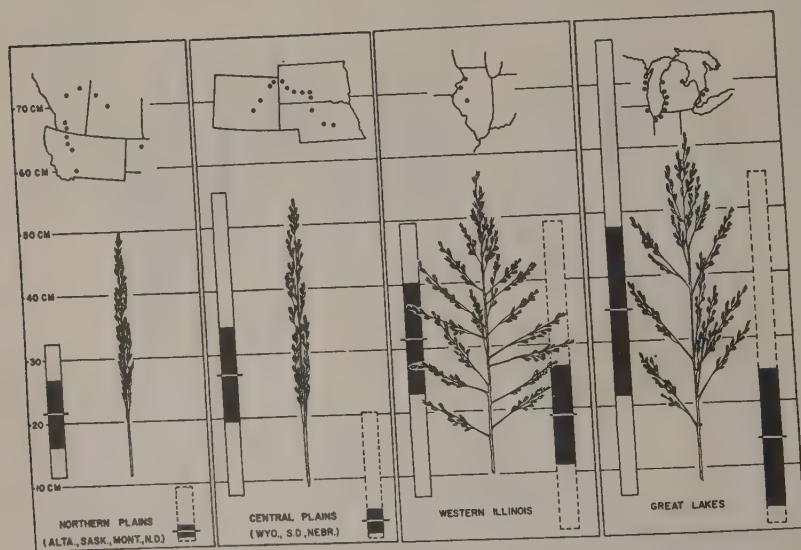 70 CM
60 CM
50 CM
40 CM
30
20
10 CM
NORTHERN PLAINS
(ALTA., SASK., MONT., N.D.)
CENTRAL PLAINS
(WYO., S.D., NEBR.)
WESTERN ILLINOIS
GREAT LAKES